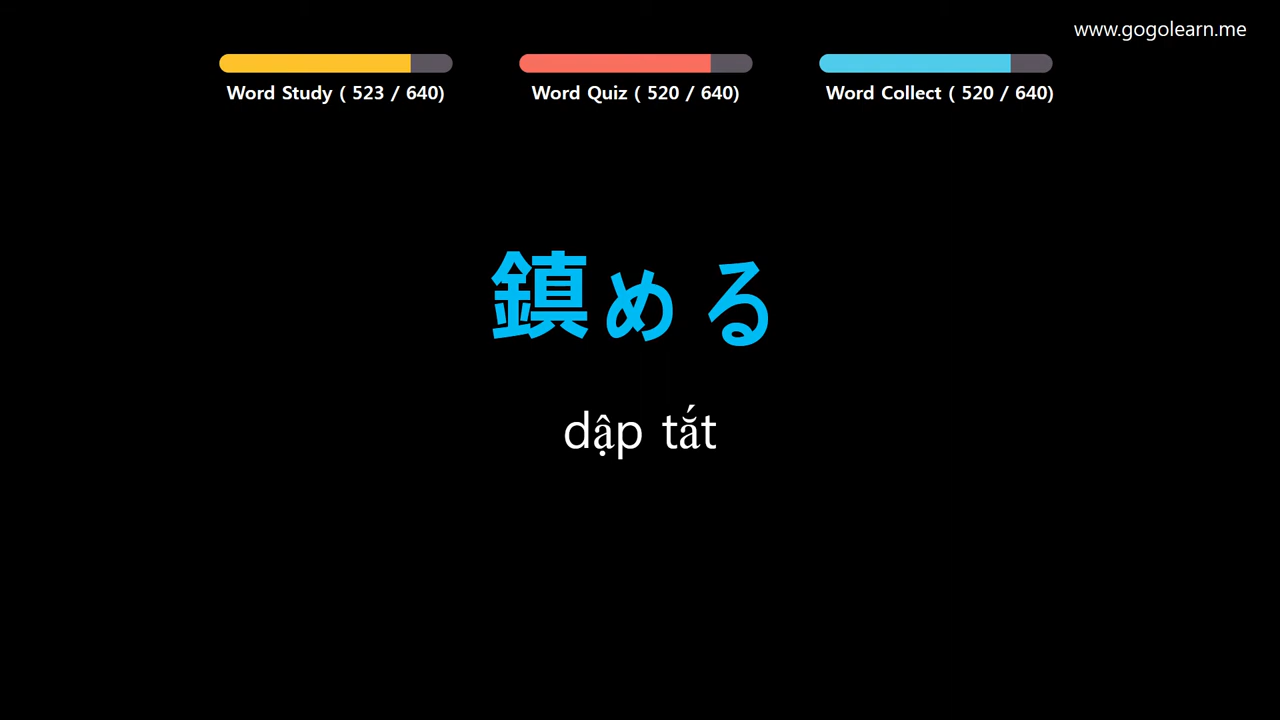 www.gogolearn.me
Word Study ( 523 / 640)
Word Quiz ( 520 / 640)
Word Collect ( 520 / 640)
鎮める
dập tắt